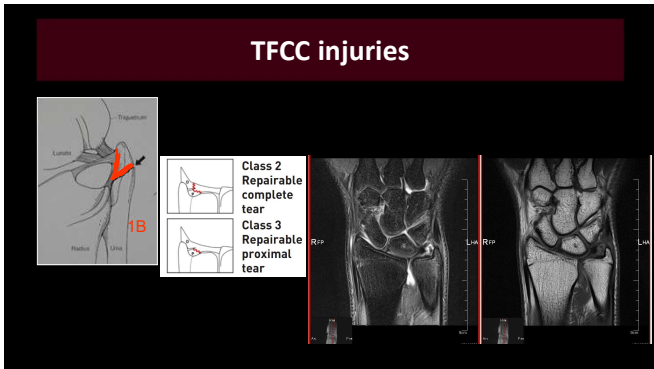 TFCC injuries
Triquetrum
Lunate
1B
Radius
Ulna
Class 2
Repairable
complete
tear
Class 3
Repairable
proximal
tear
R FP
L HA
R FP
L HA